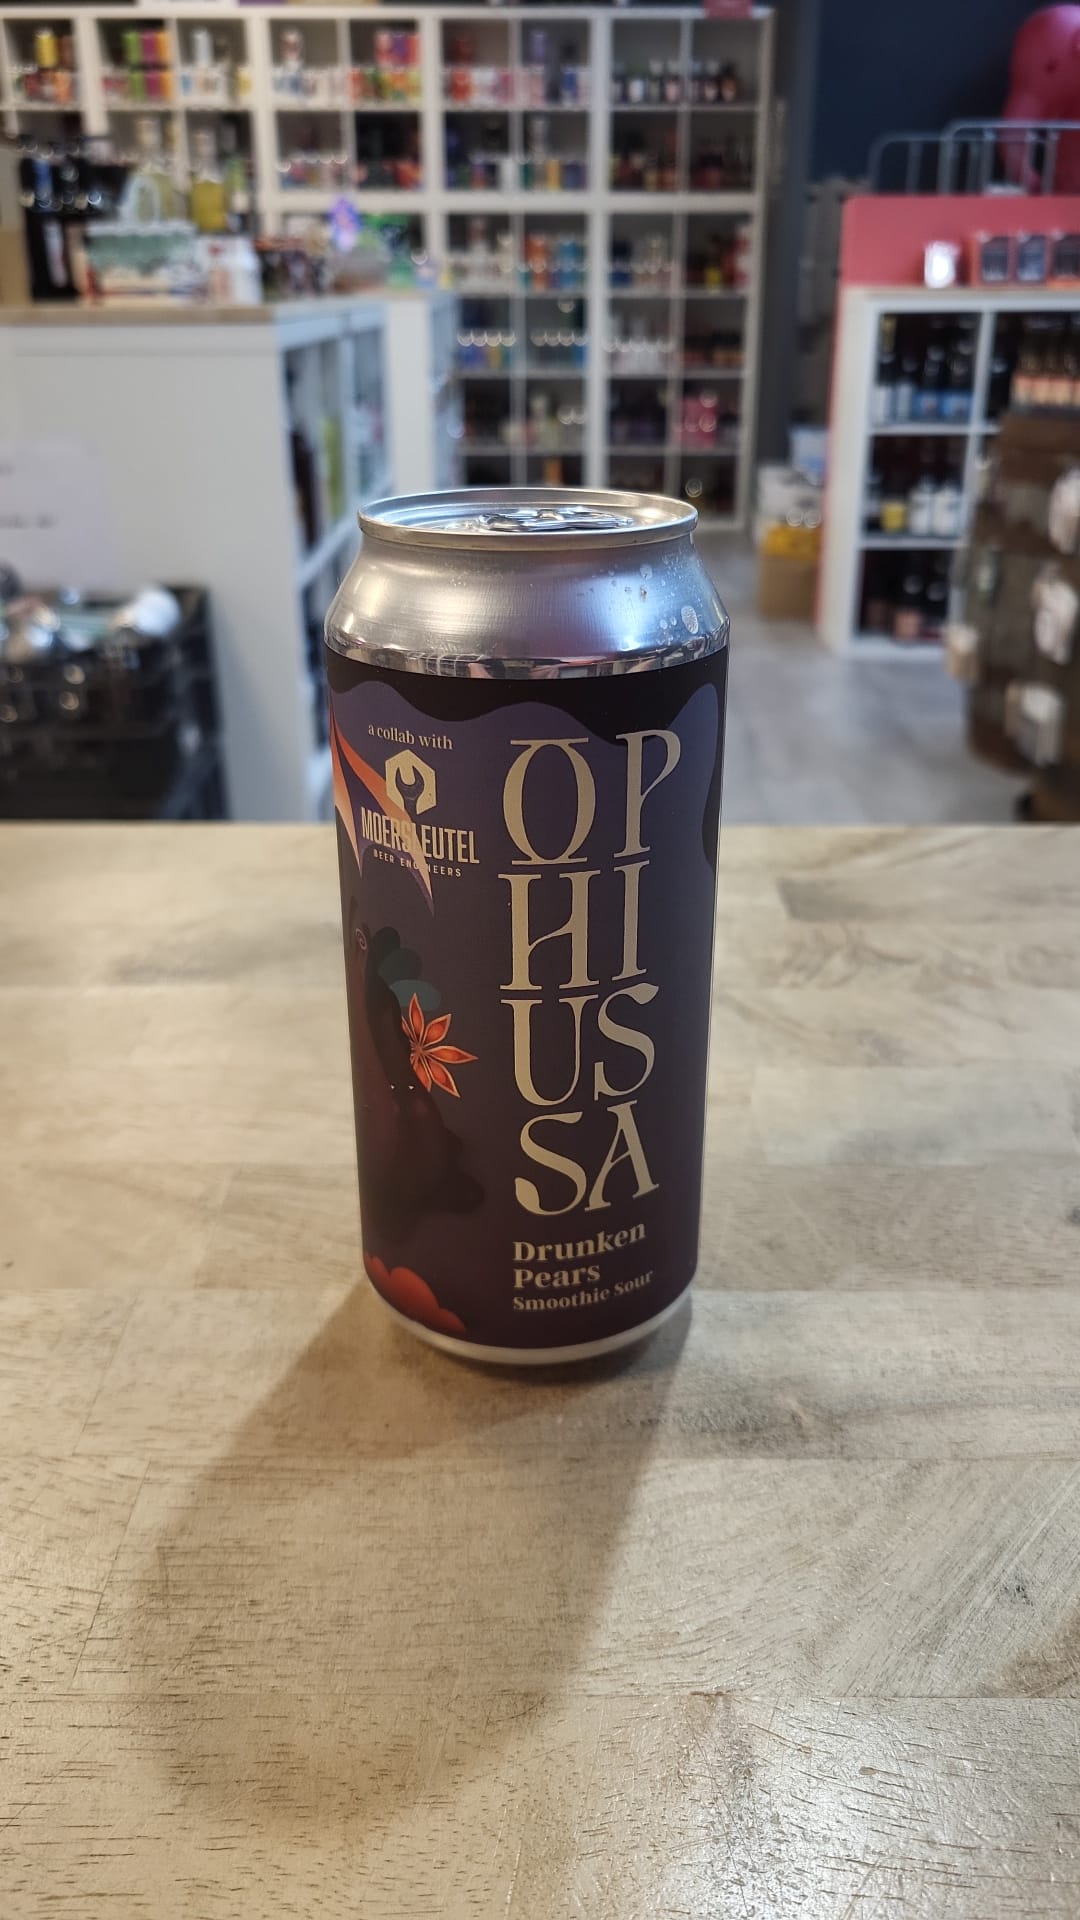 a collab with
MOERSLEUTEL
BEER ENGINEERS
OP
HI
US
SA
Drunken
Pears
Smoothie Sour